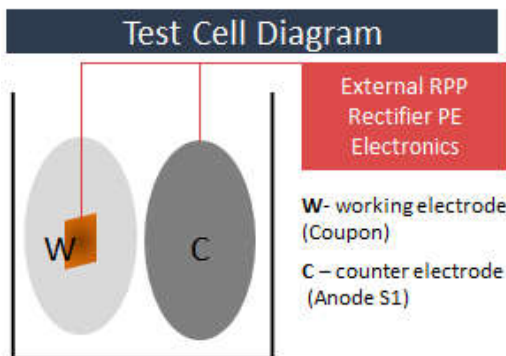 Test Cell Diagram
External RPP
Rectifier PE
Electronics
W- working electrode
(Coupon)
C – counter electrode
(Anode S1)
W
C